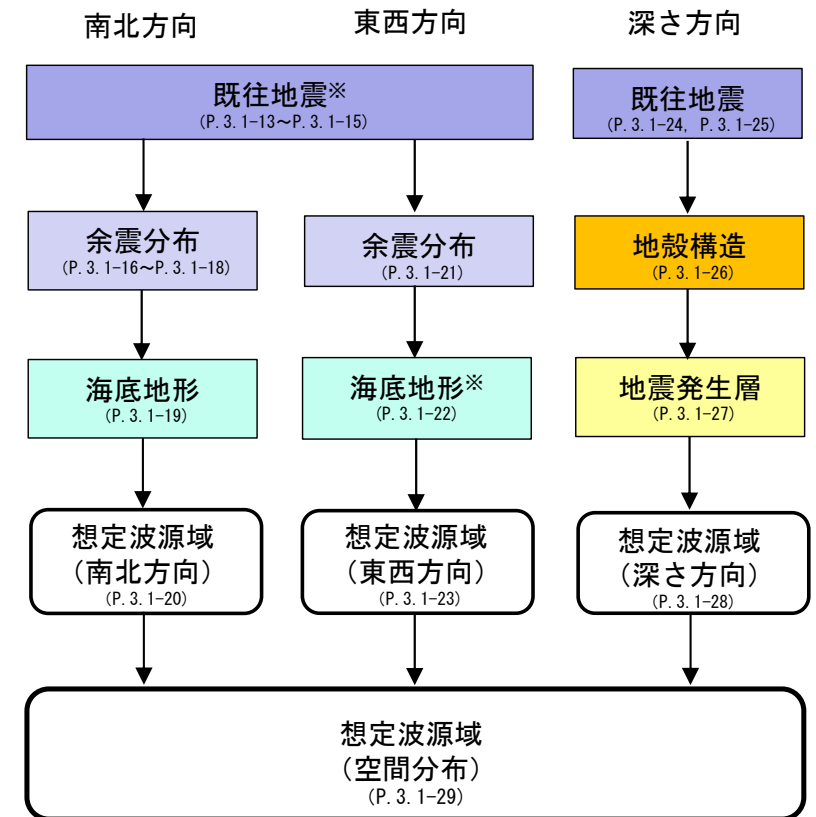 南北方向
東西方向
深さ方向
既往地震※
(P. 3. 1-13～P. 3. 1-15)
既往地震
(P. 3. 1-24, P. 3. 1-25)
余震分布
(P. 3. 1-16～P. 3. 1-18)
余震分布
(P. 3. 1-21)
地殻構造
(P. 3. 1-26)
海底地形
(P. 3. 1-19)
海底地形※
(P. 3. 1-22)
地震発生層
(P. 3. 1-27)
想定波源域
(南北方向)
(P. 3. 1-20)
想定波源域
(東西方向)
(P. 3. 1-23)
想定波源域
(深さ方向)
(P. 3. 1-28)
想定波源域
(空間分布)
(P. 3. 1-29)